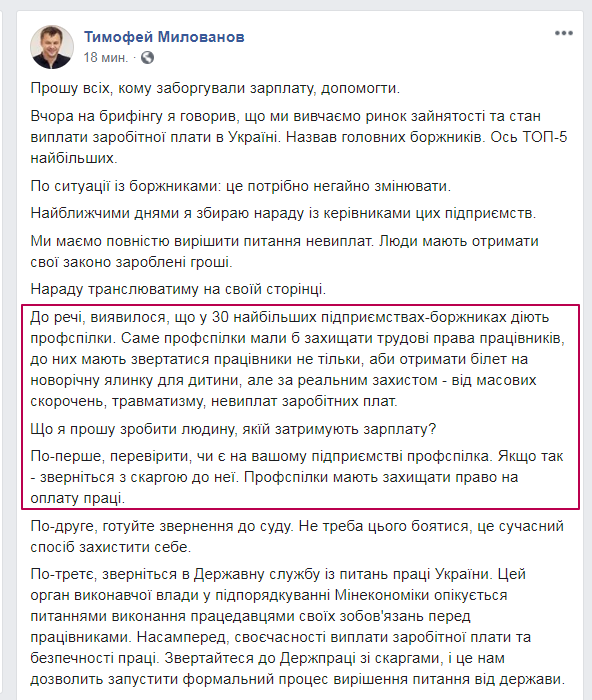 Тимофей Милованов
18 мин. ·
Прошу всіх, кому заборгували зарплату, допомогти.
Вчора на брифінгу я говорив, що ми вивчаємо ринок зайнятості та стан
виплати заробітної плати в Україні. Назвав головних боржників. Ось ТОП-5
найбільших.
По ситуації із боржниками: це потрібно негайно змінювати.
Найближчими днями я збираю нараду із керівниками цих підприємств.
Ми маємо повністю вирішити питання невиплат. Люди мають отримати
свої законо зароблені гроші.
Нараду транслюватиму на своїй сторінці.
До речі, виявилося, що у 30 найбільших підприємствах-боржниках діють
профспілки. Саме профспілки мали б захищати трудові права працівників,
до них мають звертатися працівники не тільки, аби отримати білет на
новорічну ялинку для дитини, але за реальним захистом - від масових
скорочень, травматизму, невиплат заробітних плат.
Що я прошу зробити людину, якїй затримують зарплату?
По-перше, перевірити, чи є на вашому підприємстві профспілка. Якщо так
- зверніться з скаргою до неї. Профспілки мають захищати право на
оплату праці.
По-друге, готуйте звернення до суду. Не треба цього боятися, це сучасний
спосіб захистити себе.
По-третє, зверніться в Державну службу із питань праці України. Цей
орган виконавчої влади у підпорядкуванні Мінекономіки опікується
питаннями виконання працедавцями своїх зобов'язань перед
працівниками. Насамперед, своєчасності виплати заробітної плати та
безпечності праці. Звертайтеся до Держпраці зі скаргами, і це нам
дозволить запустити формальний процес вирішення питання від держави.